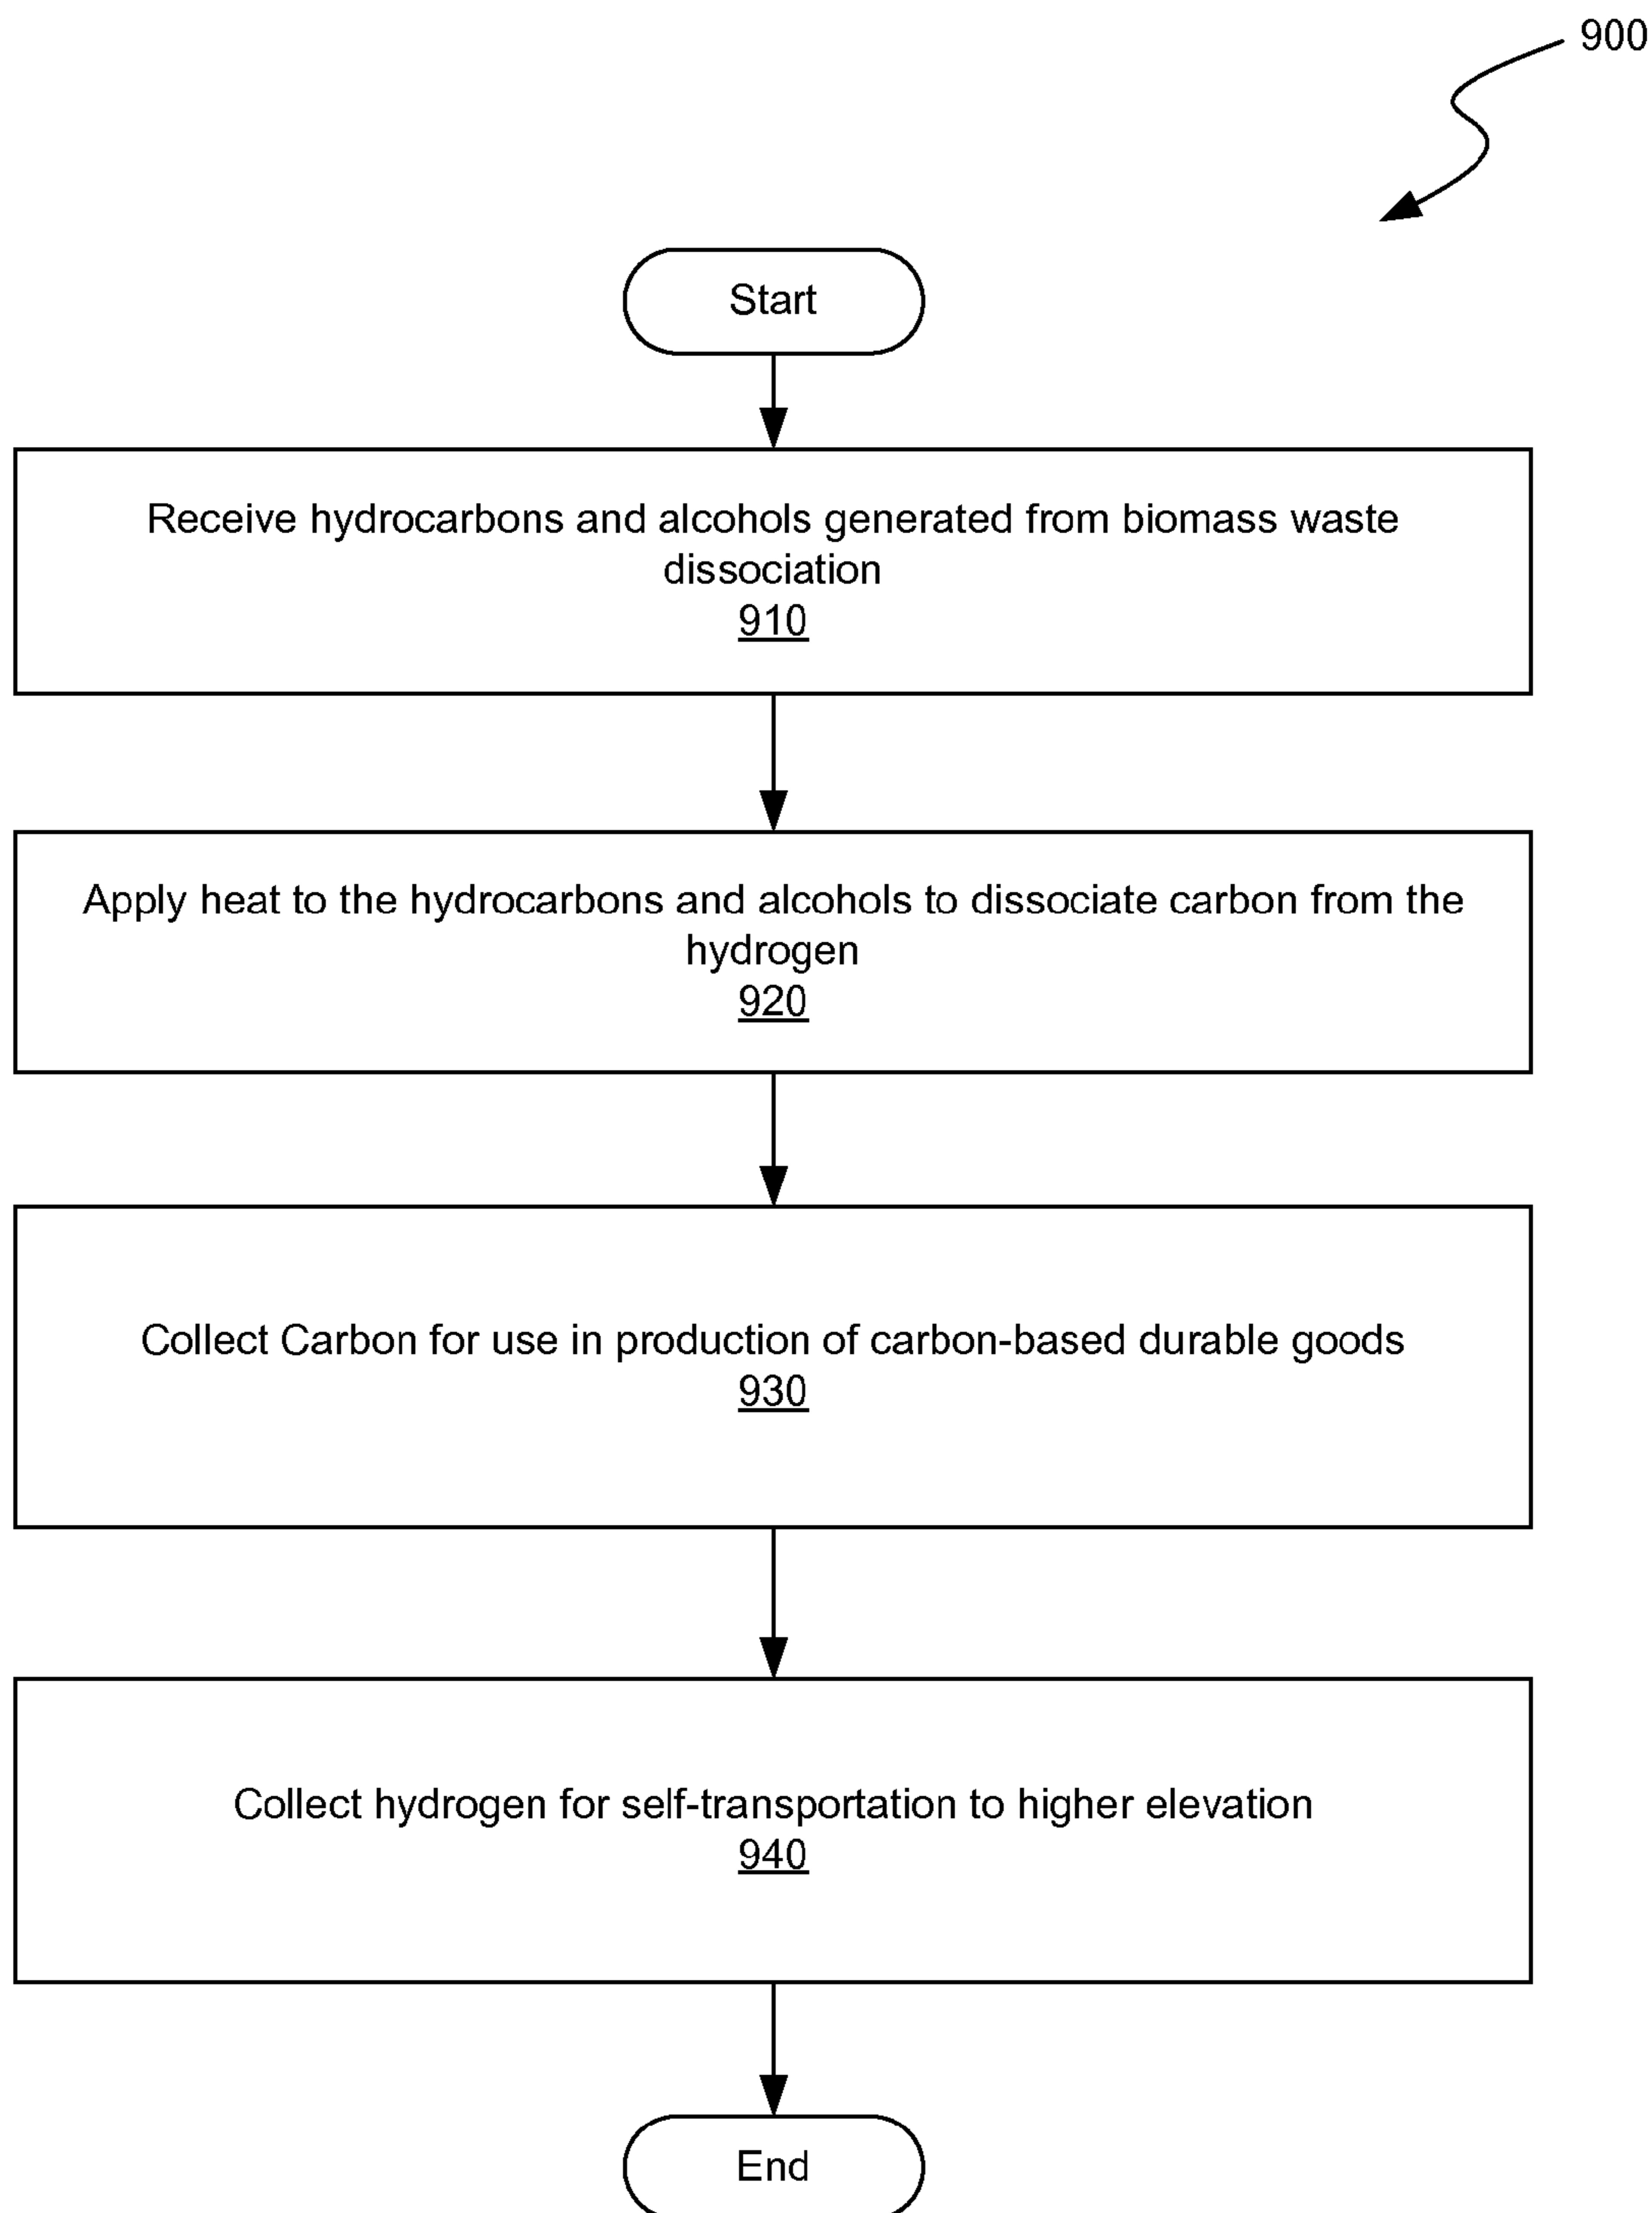 900
Start
Receive hydrocarbons and alcohols generated from biomass waste
dissociation
910
Apply heat to the hydrocarbons and alcohols to dissociate carbon from the
hydrogen
920
Collect Carbon for use in production of carbon-based durable goods
930
Collect hydrogen for self-transportation to higher elevation
940
End